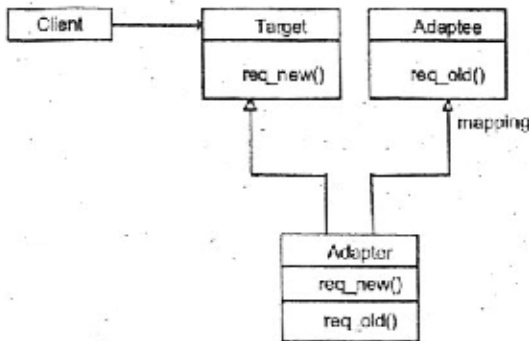 Client
Target
req_new()
Adaptee
req_old()
mapping
Adapter
req_new()
req_old()